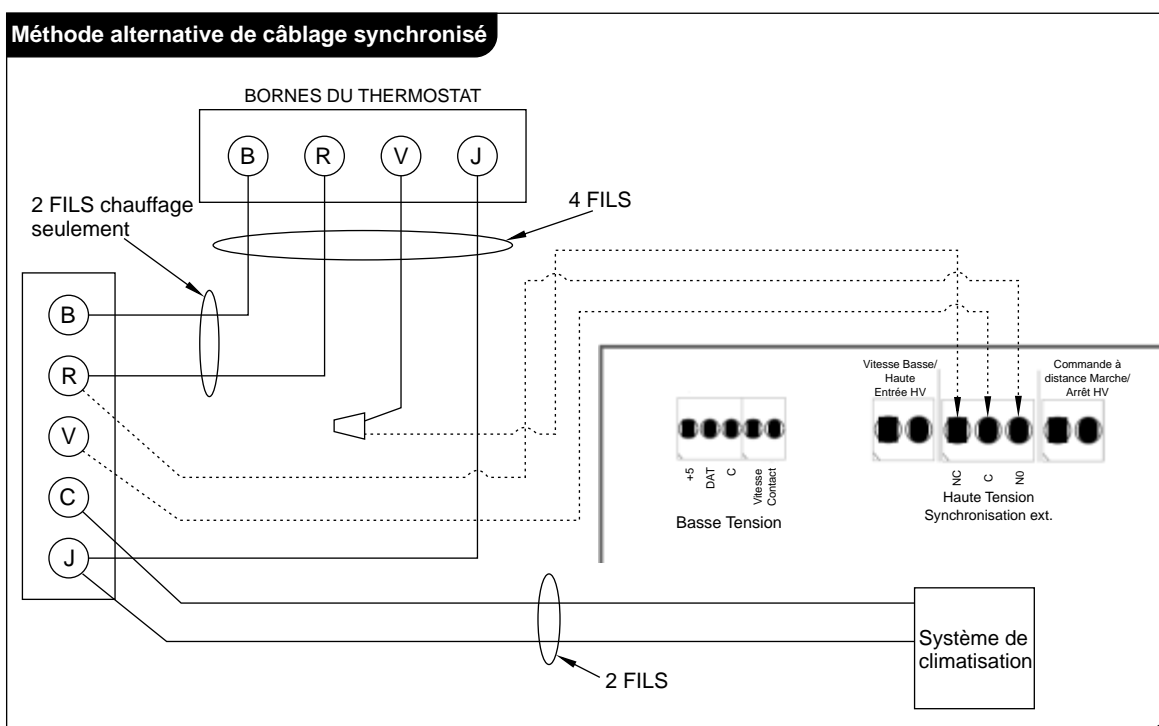 Méthode alternative de câblage synchronisé
BORNES DU THERMOSTAT
B R V J
2 FILS chauffage
seulement
4 FILS
B
R
V
C
J
Vitesse Basse/
Haute
Entrée HV
Commande à
distance Marche/
Arrêt HV
+5
DAT
C
Vitesse
Contact
Basse Tension
NC
C
N0
Haute Tension
Synchronisation ext.
Système de
climatisation
2 FILS